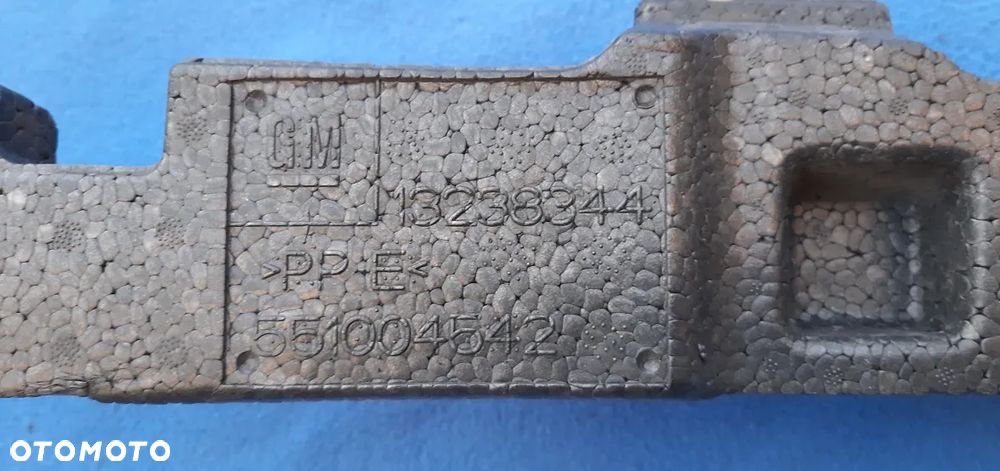 GM
13238344
>PP-E<
551004542
OTOMOTO